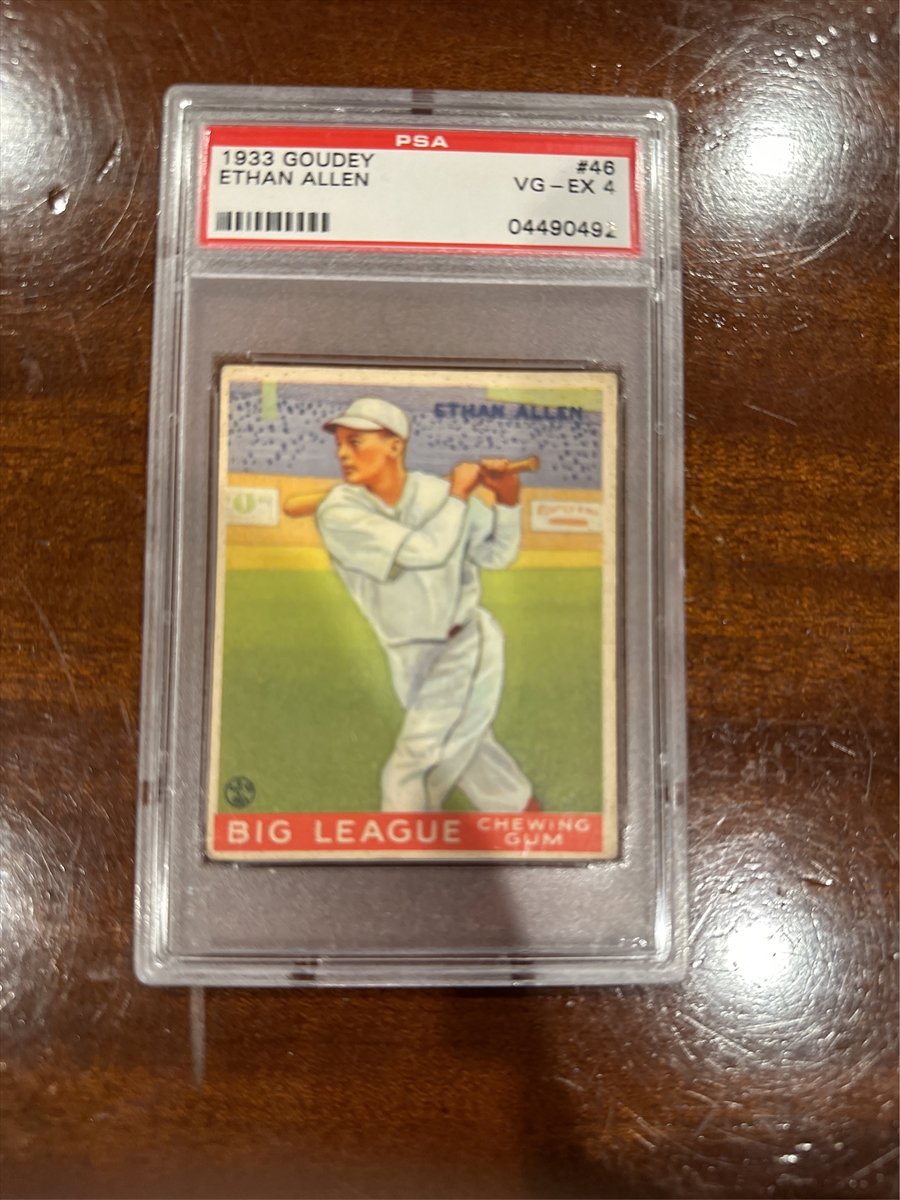 PSA
1933 GOUDEY #46
ETHAN ALLEN VG-EX 4
04490492
ETHAN ALLEN
BIG LEAGUE CHEWING
GUM